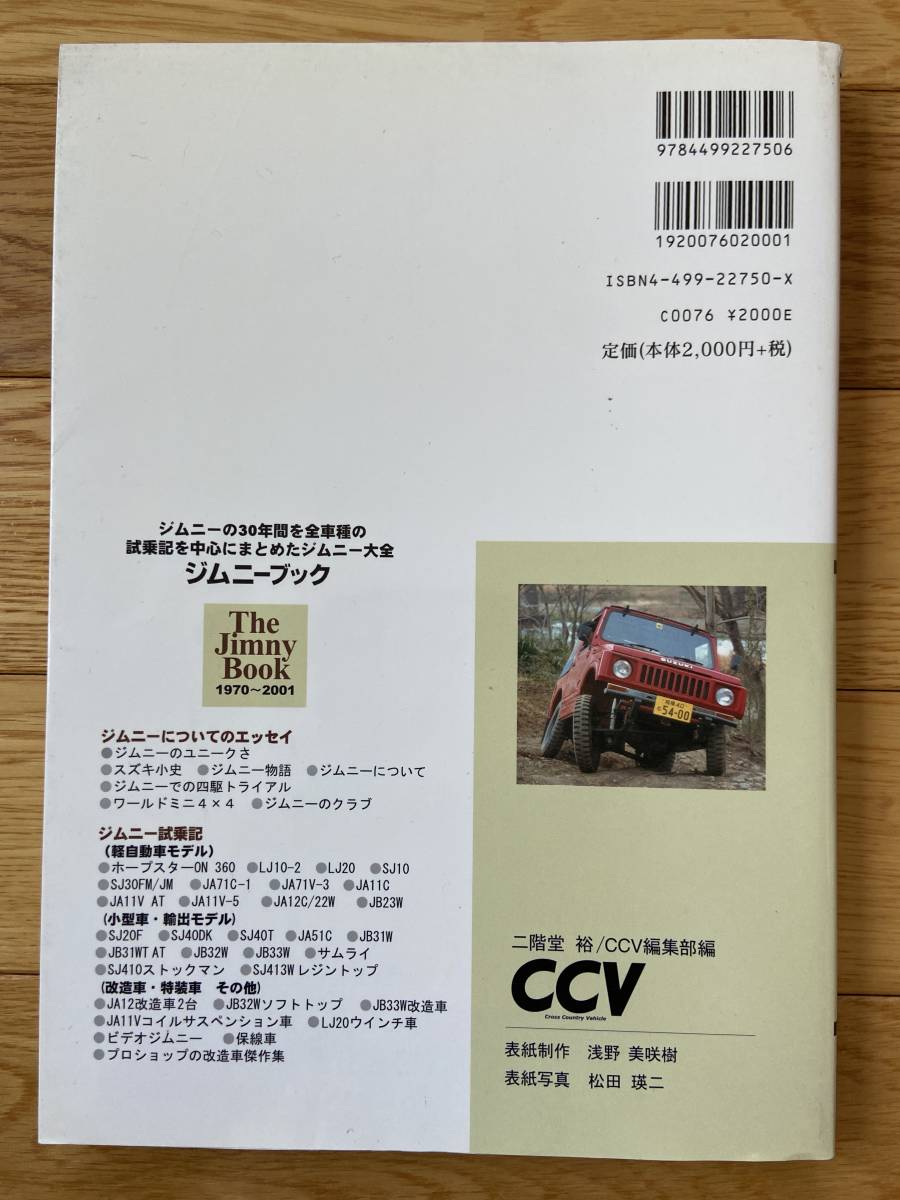 9784499227506
1920076020001
ISBN4-499-22750-X
C0076 ¥2000E
定価(本体2,000円+税)
ジムニーの30年間を全車種の
試乗記を中心にまとめたジムニー大全
ジムニーブック
The
Jimny
Book
1970〜2001
ジムニーについてのエッセイ
●ジムニーのユニークさ
●スズキ小史 ●ジムニー物語 ●ジムニーについて
●ジムニーでの四駆トライアル
●ワールドミニ4×4 ●ジムニーのクラブ
ジムニー試乗記
(軽自動車モデル)
●ホープスターON 360 ●LJ10-2 ●LJ20 ●SJ10
●SJ30FM/JM ●JA71C-1 ●JA71V-3 ●JA11C
●JA11V AT ●JA11V-5 ●JA12C/22W ●JB23W
(小型車・輸出モデル)
●SJ20F ●SJ40DK ●SJ40T ●JA51C ●JB31W
●JB31WT AT ●JB32W ●JB33W ●サムライ
●SJ410ストックマン ●SJ413Wレジントップ
(改造車・特装車 その他)
●JA12改造車2台 ●JB32Wソフトトップ ●JB33W改造車
●JA11Vコイルサスペンション車 ●LJ20ウインチ車
●ビデオジムニー ●保線車
●プロショップの改造車傑作集
SUZUKI
54-00
二階堂 裕/CCV編集部編
CCV
Cross Country Vehicle
表紙制作 浅野 美咲樹
表紙写真 松田 瑛二